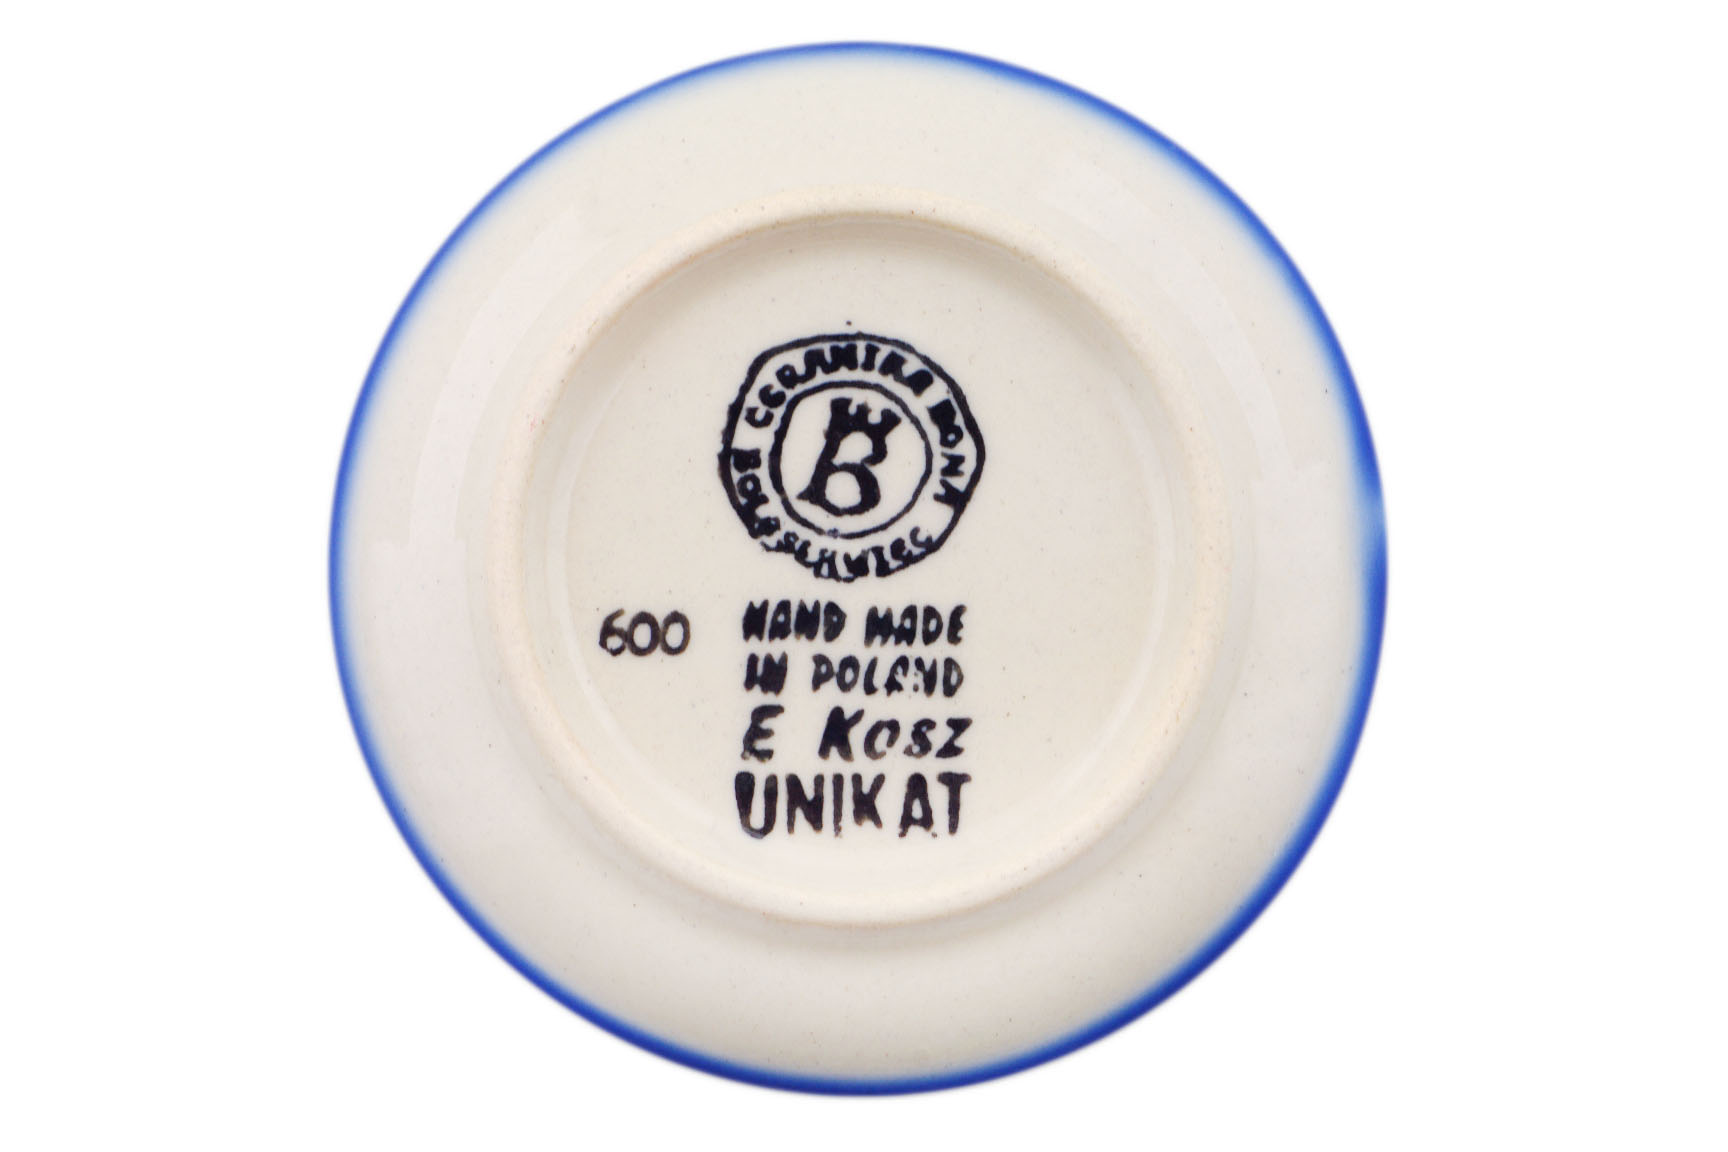 CERAMIKA BONA
BOLESŁAWIEC
B
600
HAND MADE
IN POLAND
E KOSZ
UNIKAT